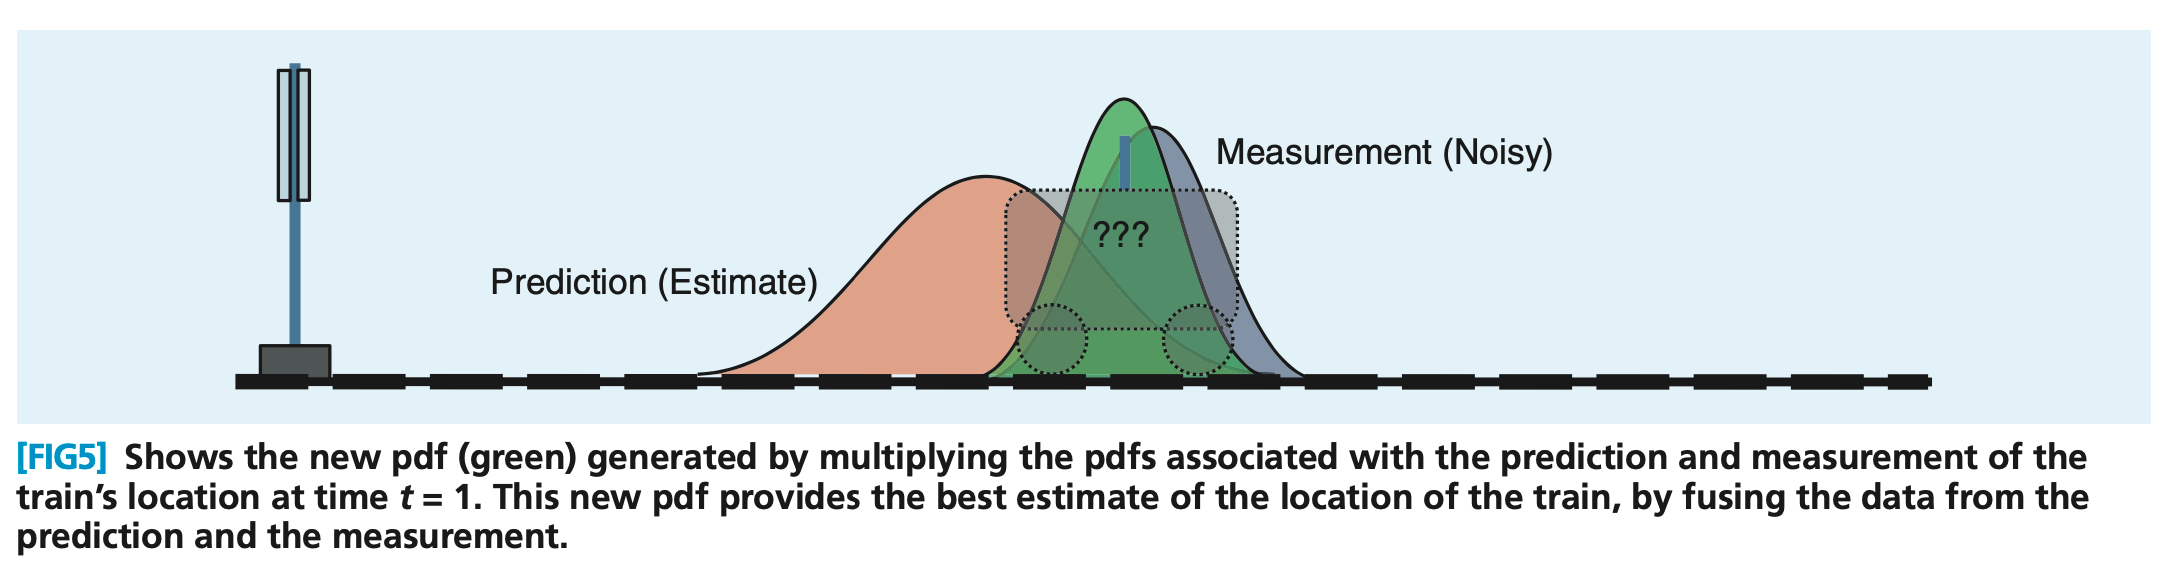 Measurement (Noisy)
???
Prediction (Estimate)
[FIG5] Shows the new pdf (green) generated by multiplying the pdfs associated with the prediction and measurement of the
train’s location at time t = 1. This new pdf provides the best estimate of the location of the train, by fusing the data from the
prediction and the measurement.